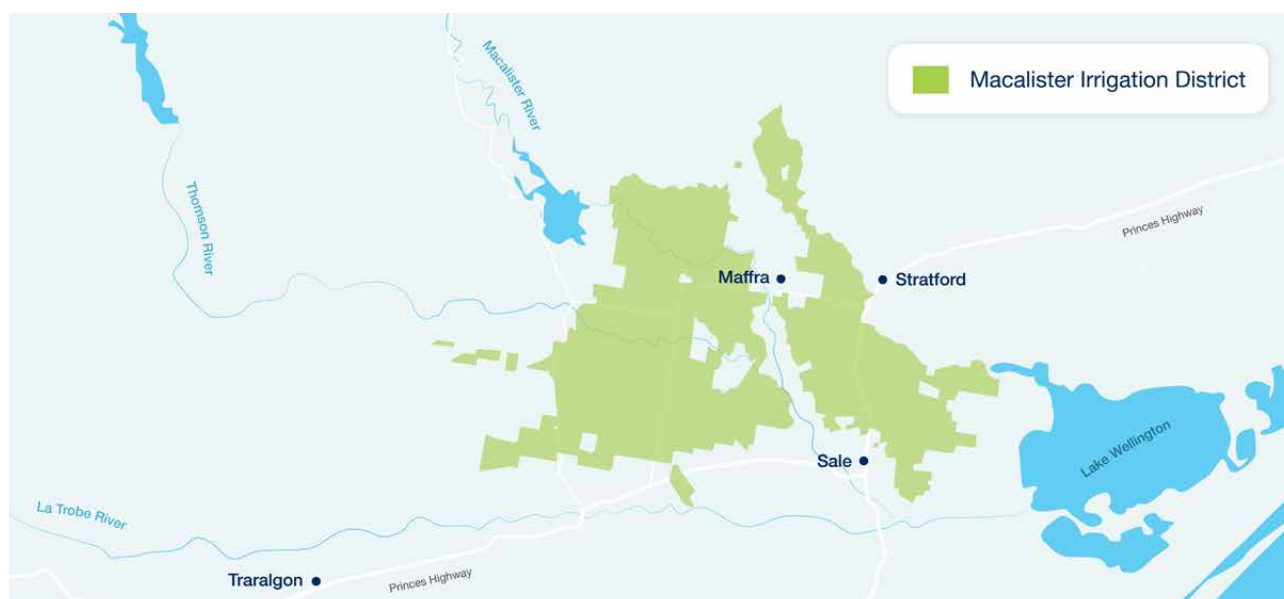 Macalister Irrigation District
Macalister River
Thomson River
Princes Highway
Maffra
Stratford
Lake Wellington
Sale
La Trobe River
Traralgon
Princes Highway